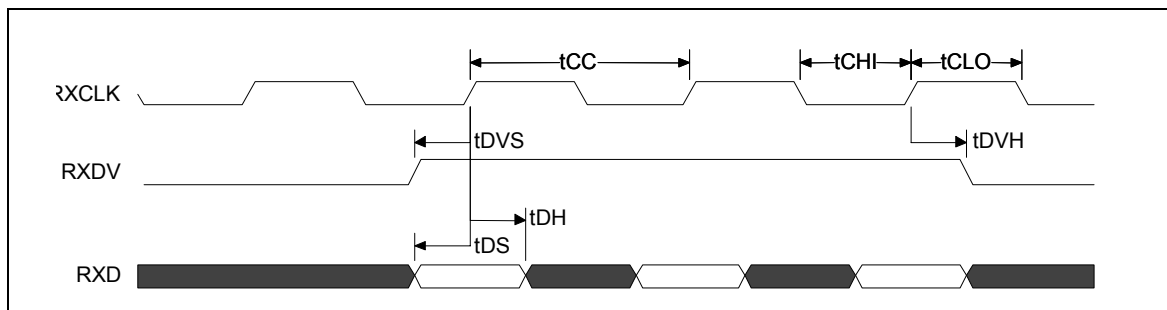 tCC
tCHI
tCLO
RXCLK
tDVS
tDVH
RXDV
tDH
tDS
RXD